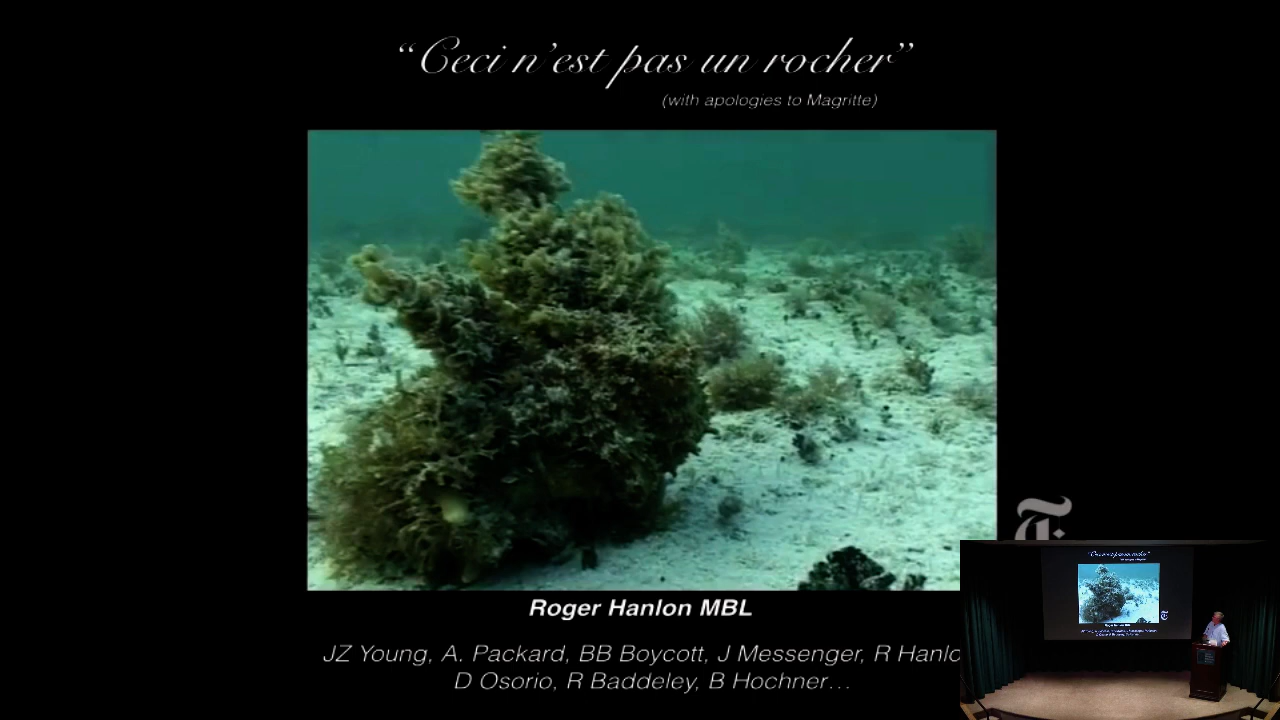 “Ceci n’est pas un rocher”
(with apologies to Magritte)
T
Roger Hanlon MBL
JZ Young, A. Packard, BB Boycott, J Messenger, R Hanlo
D Osorio, R Baddeley, B Hochner…